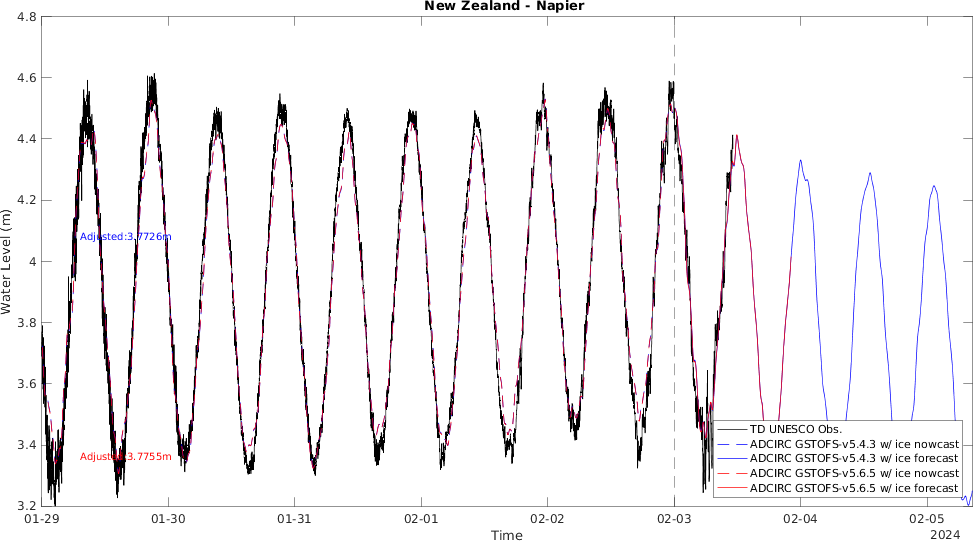 New Zealand - Napier
4.8
4.6
4.4
4.2
4
3.8
3.6
3.4
3.2
Water Level (m)
Adjusted:3.7726m
Adjusted:3.7755m
TD UNESCO Obs.
ADCIRC GSTOFS-v5.4.3 w/ ice nowcast
ADCIRC GSTOFS-v5.4.3 w/ ice forecast
ADCIRC GSTOFS-v5.6.5 w/ ice nowcast
ADCIRC GSTOFS-v5.6.5 w/ ice forecast
01-29 01-30 01-31 02-01 02-02 02-03 02-04 02-05
Time
2024